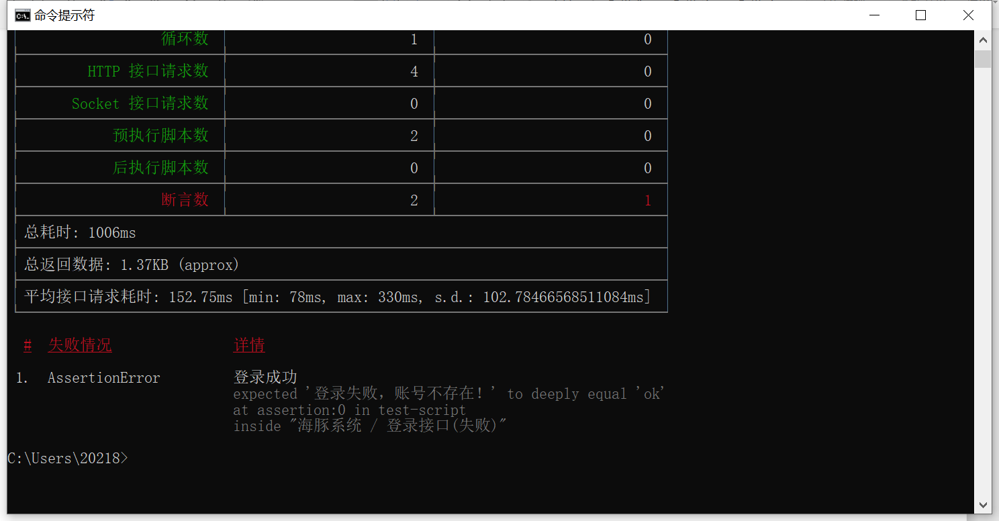 命令提示符
循环数 1 0
HTTP 接口请求数 4 0
Socket 接口请求数 0 0
预执行脚本数 2 0
后执行脚本数 0 0
断言数 2 1
总耗时: 1006ms
总返回数据: 1.37KB (approx)
平均接口请求耗时: 152.75ms [min: 78ms, max: 330ms, s.d.: 102.78466568511084ms]
# 失败情况 详情
1. AssertionError 登录成功
expected '登录失败，账号不存在！' to deeply equal 'ok'
at assertion:0 in test-script
inside "海豚系统 / 登录接口(失败)"
C:\Users\20218>